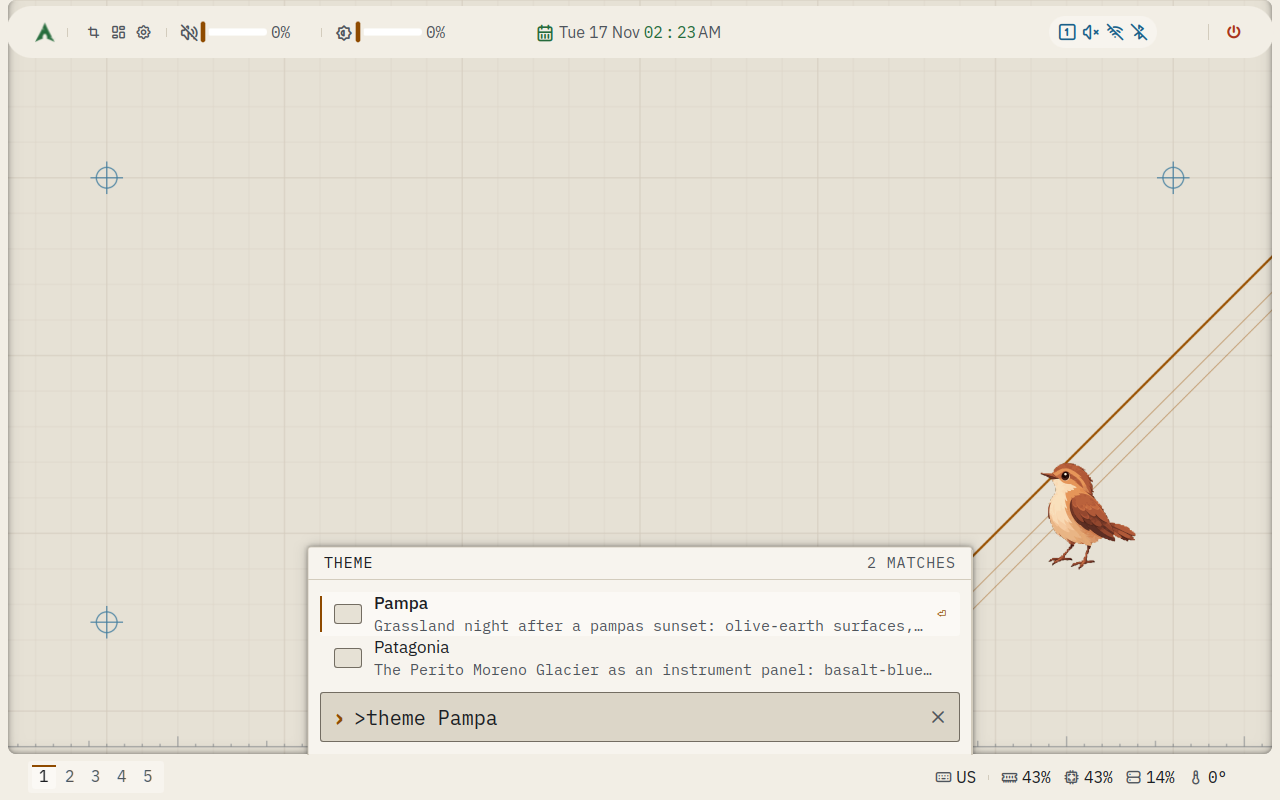 0%
0%
Tue 17 Nov 02:23 AM
1
THEME
2 MATCHES
Pampa
Grassland night after a pampas sunset: olive-earth surfaces,…
Patagonia
The Perito Moreno Glacier as an instrument panel: basalt-blue…
› >theme Pampa
1 2 3 4 5
US
43%
43%
14%
0°